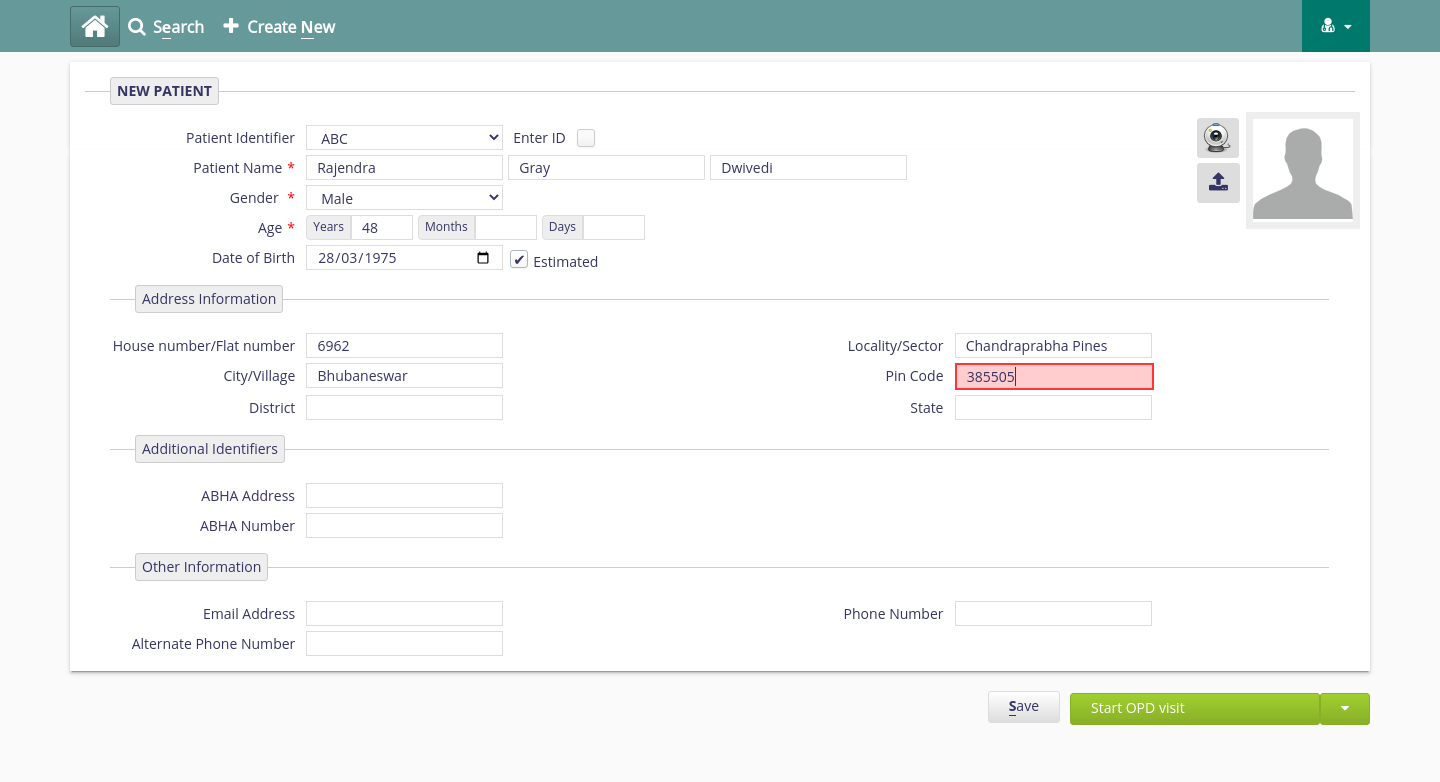 Search Create New
NEW PATIENT
Patient Identifier ABC Enter ID
Patient Name * Rajendra Gray Dwivedi
Gender * Male
Age * Years 48 Months Days
Date of Birth 28/03/1975 Estimated
Address Information
House number/Flat number 6962 Locality/Sector Chandraprabha Pines
City/Village Bhubaneswar Pin Code 385505
District State
Additional Identifiers
ABHA Address
ABHA Number
Other Information
Email Address Phone Number
Alternate Phone Number
Save Start OPD visit